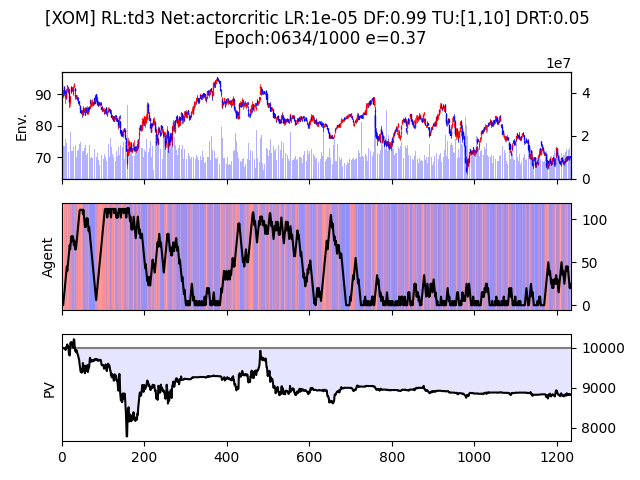 [XOM] RL:td3 Net:actorcritic LR:1e-05 DF:0.99 TU:[1,10] DRT:0.05
Epoch:0634/1000 e=0.37
1e7
Env.
90
80
70
4
2
0
Agent
100
50
0
PV
10000
9000
8000
0 200 400 600 800 1000 1200